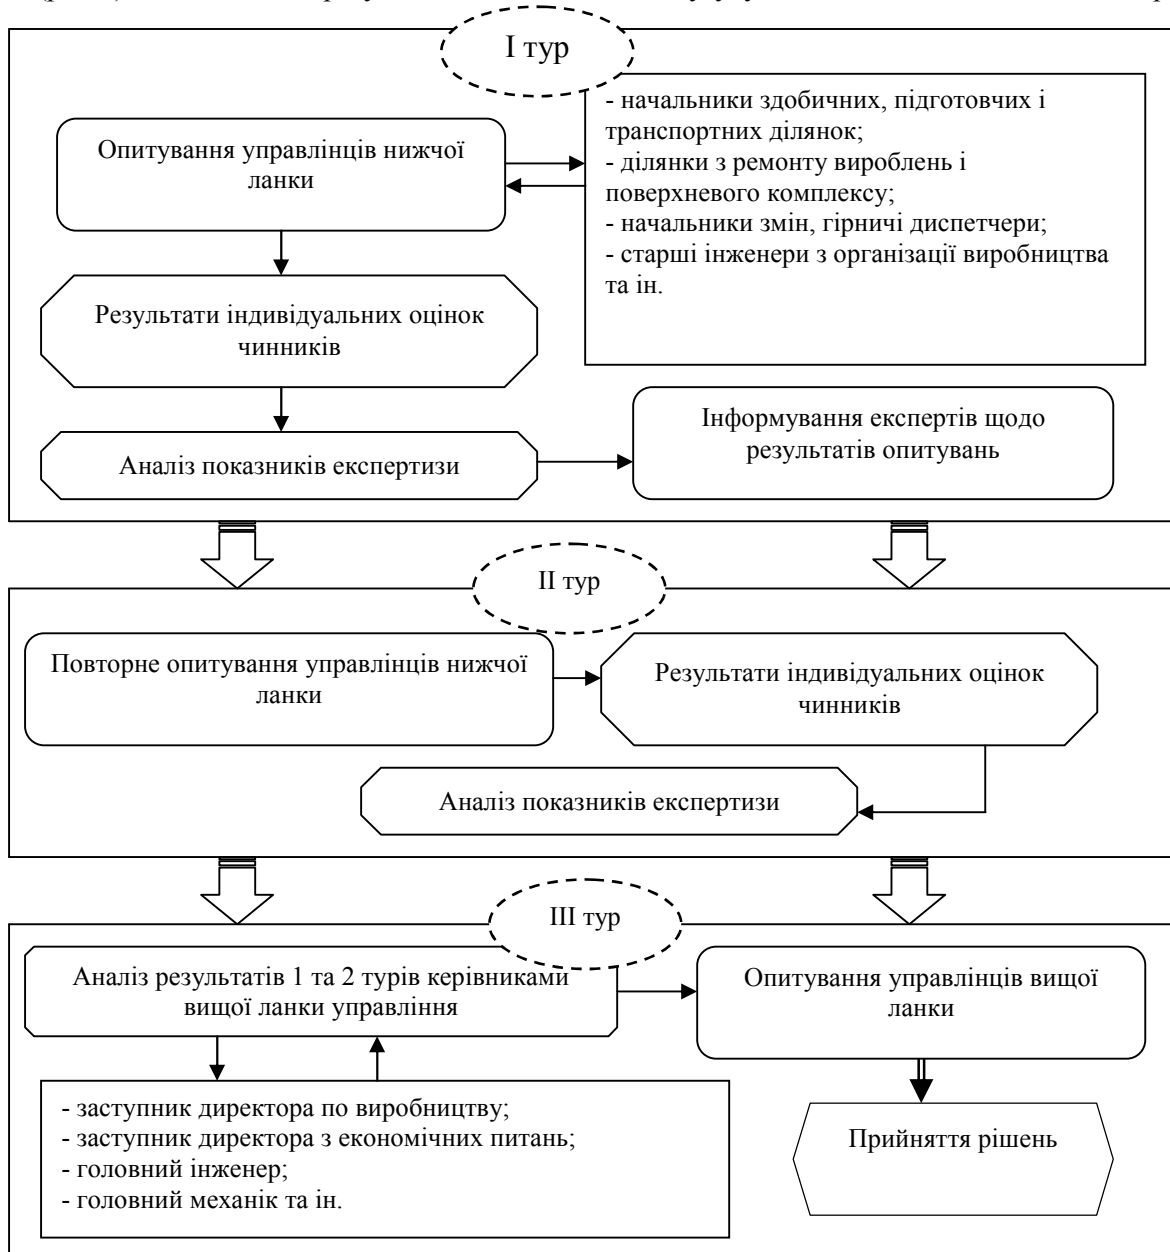 І тур
Опитування управлінців нижчої
ланки
- начальники здобичних, підготовчих і
транспортних ділянок;
- ділянки з ремонту вироблень і
поверхневого комплексу;
- начальники змін, гірничі диспетчери;
- старші інженери з організації виробництва
та ін.
Результати індивідуальних оцінок
чинників
Аналіз показників експертизи
Інформування експертів щодо
результатів опитувань
ІІ тур
Повторне опитування управлінців нижчої
ланки
Результати індивідуальних оцінок
чинників
Аналіз показників експертизи
ІІІ тур
Аналіз результатів 1 та 2 турів керівниками
вищої ланки управління
Опитування управлінців вищої
ланки
- заступник директора по виробництву;
- заступник директора з економічних питань;
- головний інженер;
- головний механік та ін.
Прийняття рішень